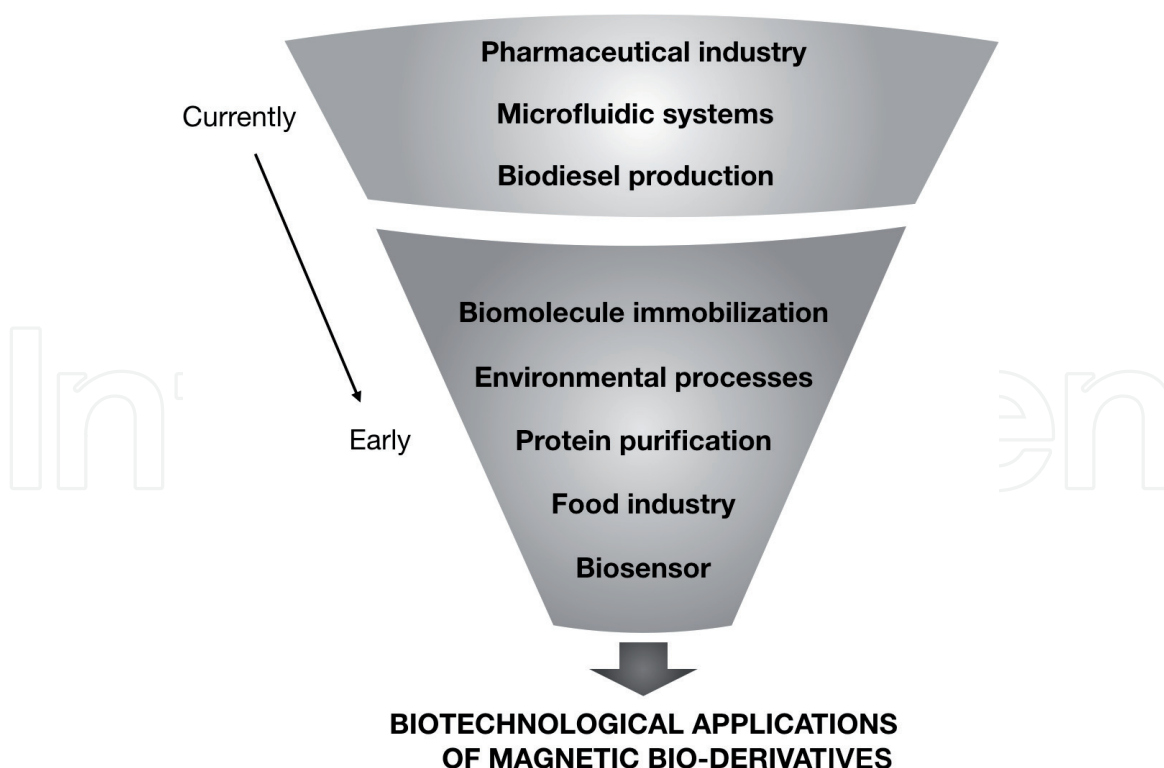 Pharmaceutical industry
Currently
Microfluidic systems
Biodiesel production
Biomolecule immobilization
Environmental processes
Early
Protein purification
Food industry
Biosensor
BIOTECHNOLOGICAL APPLICATIONS
OF MAGNETIC BIO-DERIVATIVES